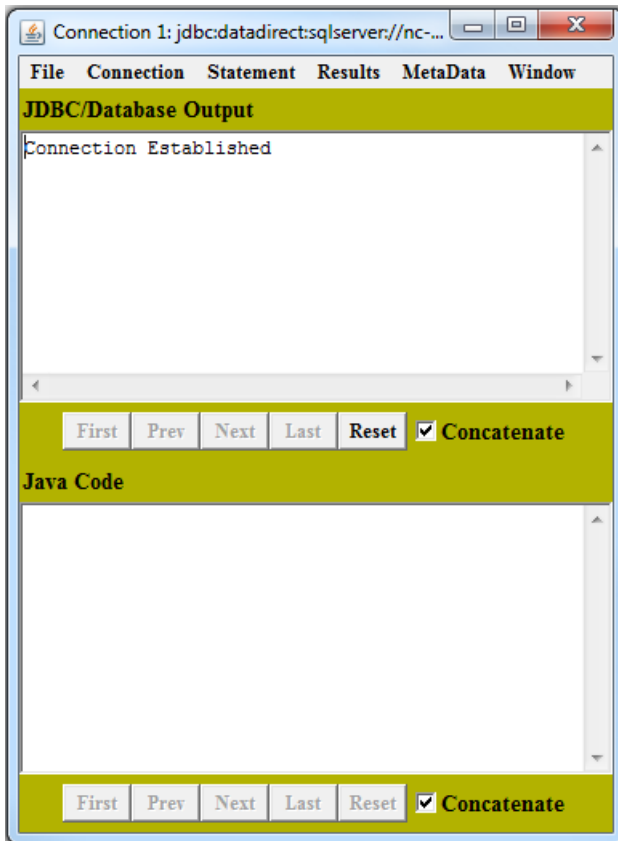 Connection 1: jdbc:datadirect:sqlserver://nc-...
File Connection Statement Results MetaData Window
JDBC/Database Output
Connection Established
First Prev Next Last Reset Concatenate
Java Code
First Prev Next Last Reset Concatenate